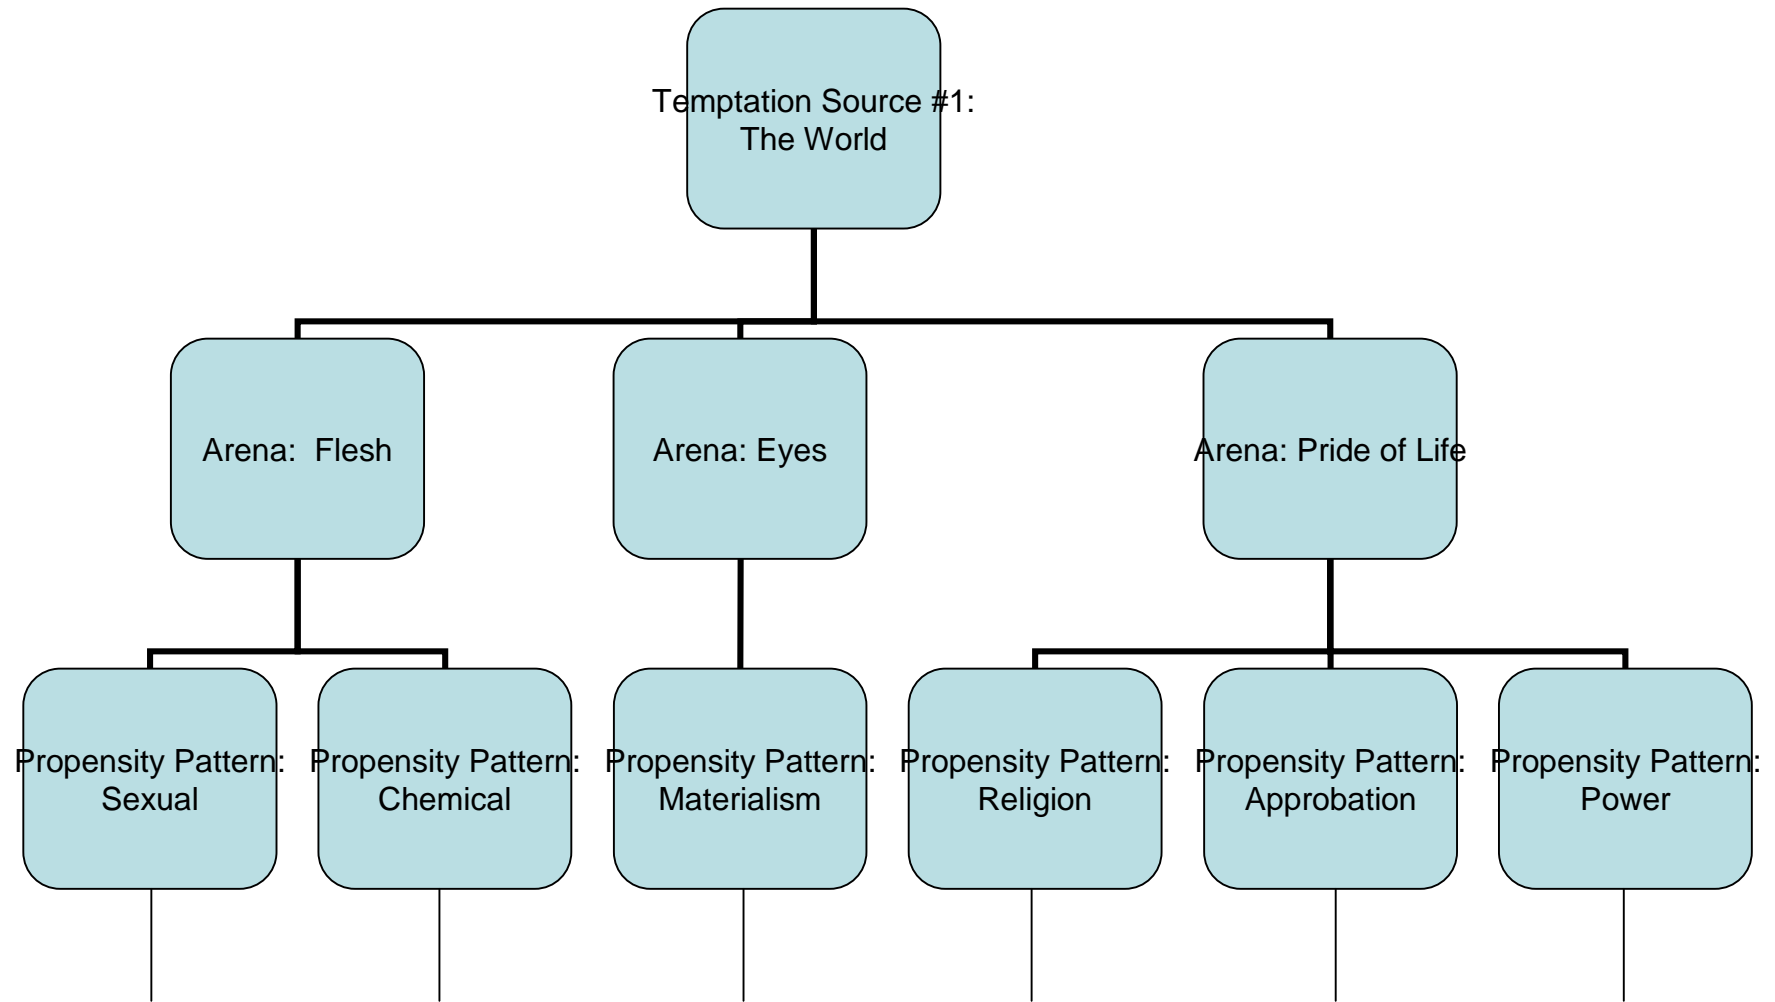 Temptation Source #1:
The World
Arena:  Flesh
Arena: Eyes
Arena: Pride of Life
Propensity Pattern:
Sexual
Propensity Pattern:
Chemical
Propensity Pattern:
Materialism
Propensity Pattern:
Religion
Propensity Pattern:
Approbation
Propensity Pattern:
Power